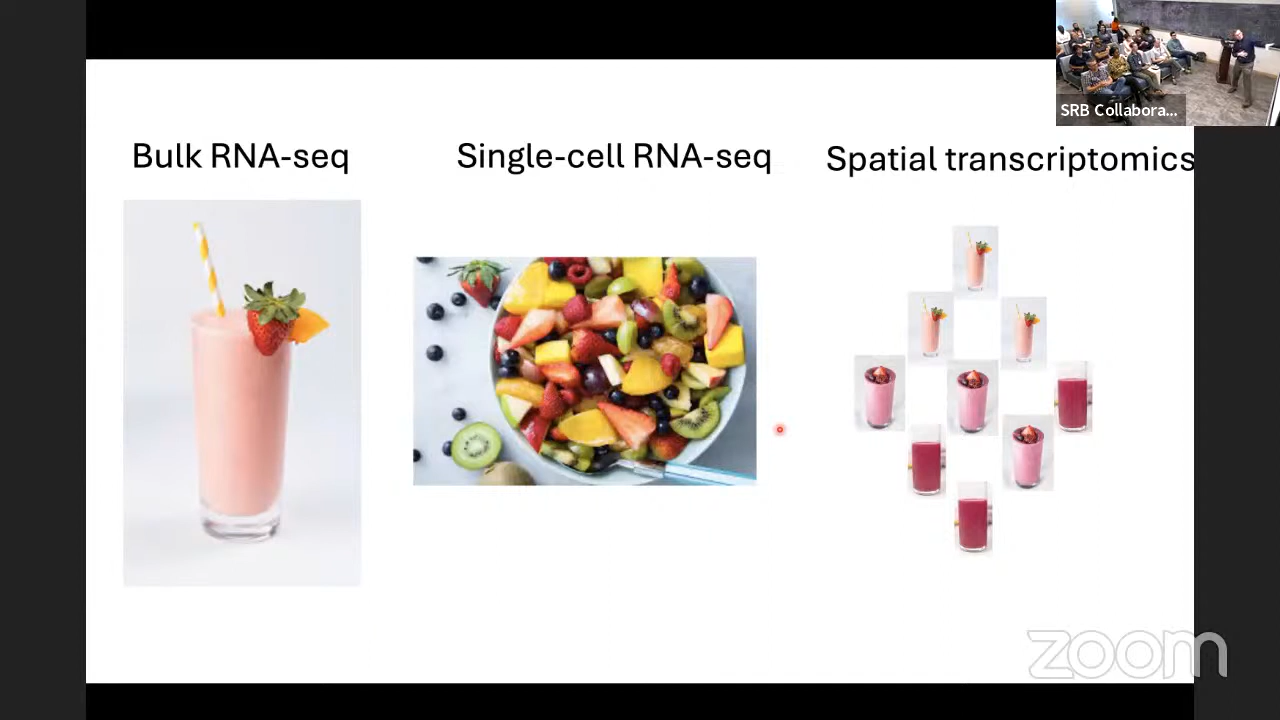 SRB Collabora...
Bulk RNA-seq
Single-cell RNA-seq
Spatial transcriptomics
zoom